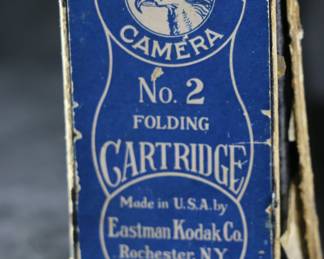 CAMERA
No. 2
FOLDING
CARTRIDGE
Made in U.S.A. by
Eastman Kodak Co.
Rochester, N.Y.